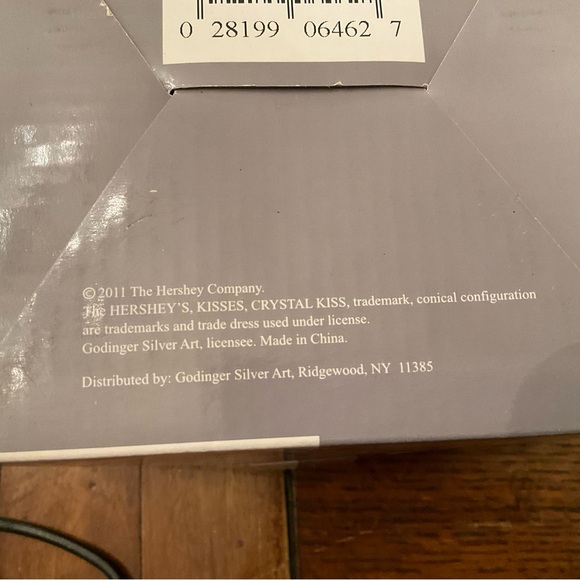 0 28199 06462 7
© 2011 The Hershey Company.
The HERSHEY'S, KISSES, CRYSTAL KISS, trademark, conical configuration
are trademarks and trade dress used under license.
Godinger Silver Art, licensee. Made in China.
Distributed by: Godinger Silver Art, Ridgewood, NY 11385